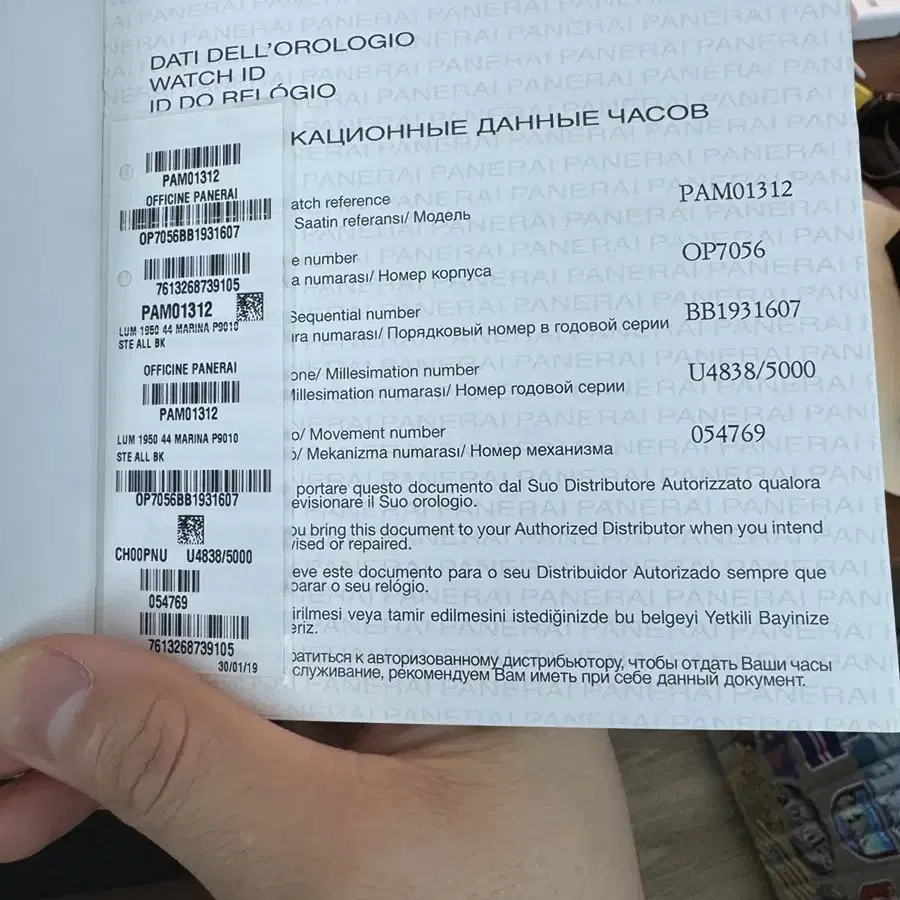 DATI DELL'OROLOGIO
WATCH ID
ID DO RELÓGIO
КАЦИОННЫЕ ДАННЫЕ ЧАСОВ
PAM01312
OFFICINE PANERAI
OP7056BB1931607
7613268739105
PAM01312
LUM 1950 44 MARINA P9010
STE ALL BK
OFFICINE PANERAI
PAM01312
LUM 1950 44 MARINA P9010
STE ALL BK
OP7056BB1931607
CH00PNU U4838/5000
054769
7613268739105
30/01/19
atch reference
Saatin referansı/ Модель
PAM01312
e number
a numarası/ Номер корпуса
OP7056
Sequential number
ıra numarası/ Порядковый номер в годовой серии
BB1931607
one/ Millesimation number
Millesimation numarası/ Номер годовой серии
U4838/5000
o/ Movement number
o/ Mekanizma numarası/ Номер механизма
054769
portare questo documento dal Suo Distributore Autorizzato qualora
evisionare il Suo orologio.
ou bring this document to your Authorized Distributor when you intend
vised or repaired.
eve este documento para o seu Distribuidor Autorizado sempre que
parar o seu relógio.
irilmesi veya tamir edilmesini istediğinizde bu belgeyi Yetkili Bayinize
eriz.
ратиться к авторизованному дистрибьютору, чтобы отдать Ваши часы
служивание, рекомендуем Вам иметь при себе данный документ.